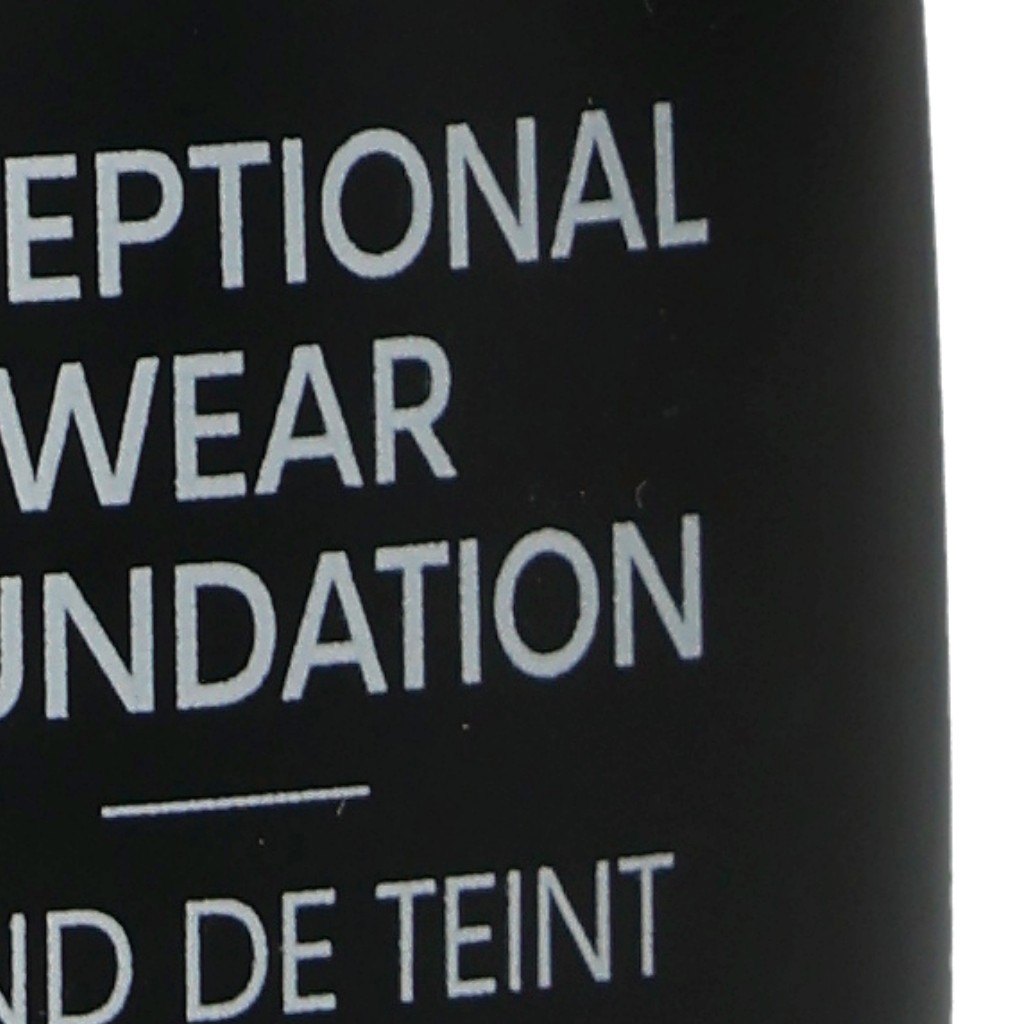 EPTIONAL
WEAR
UNDATION
ND DE TEINT